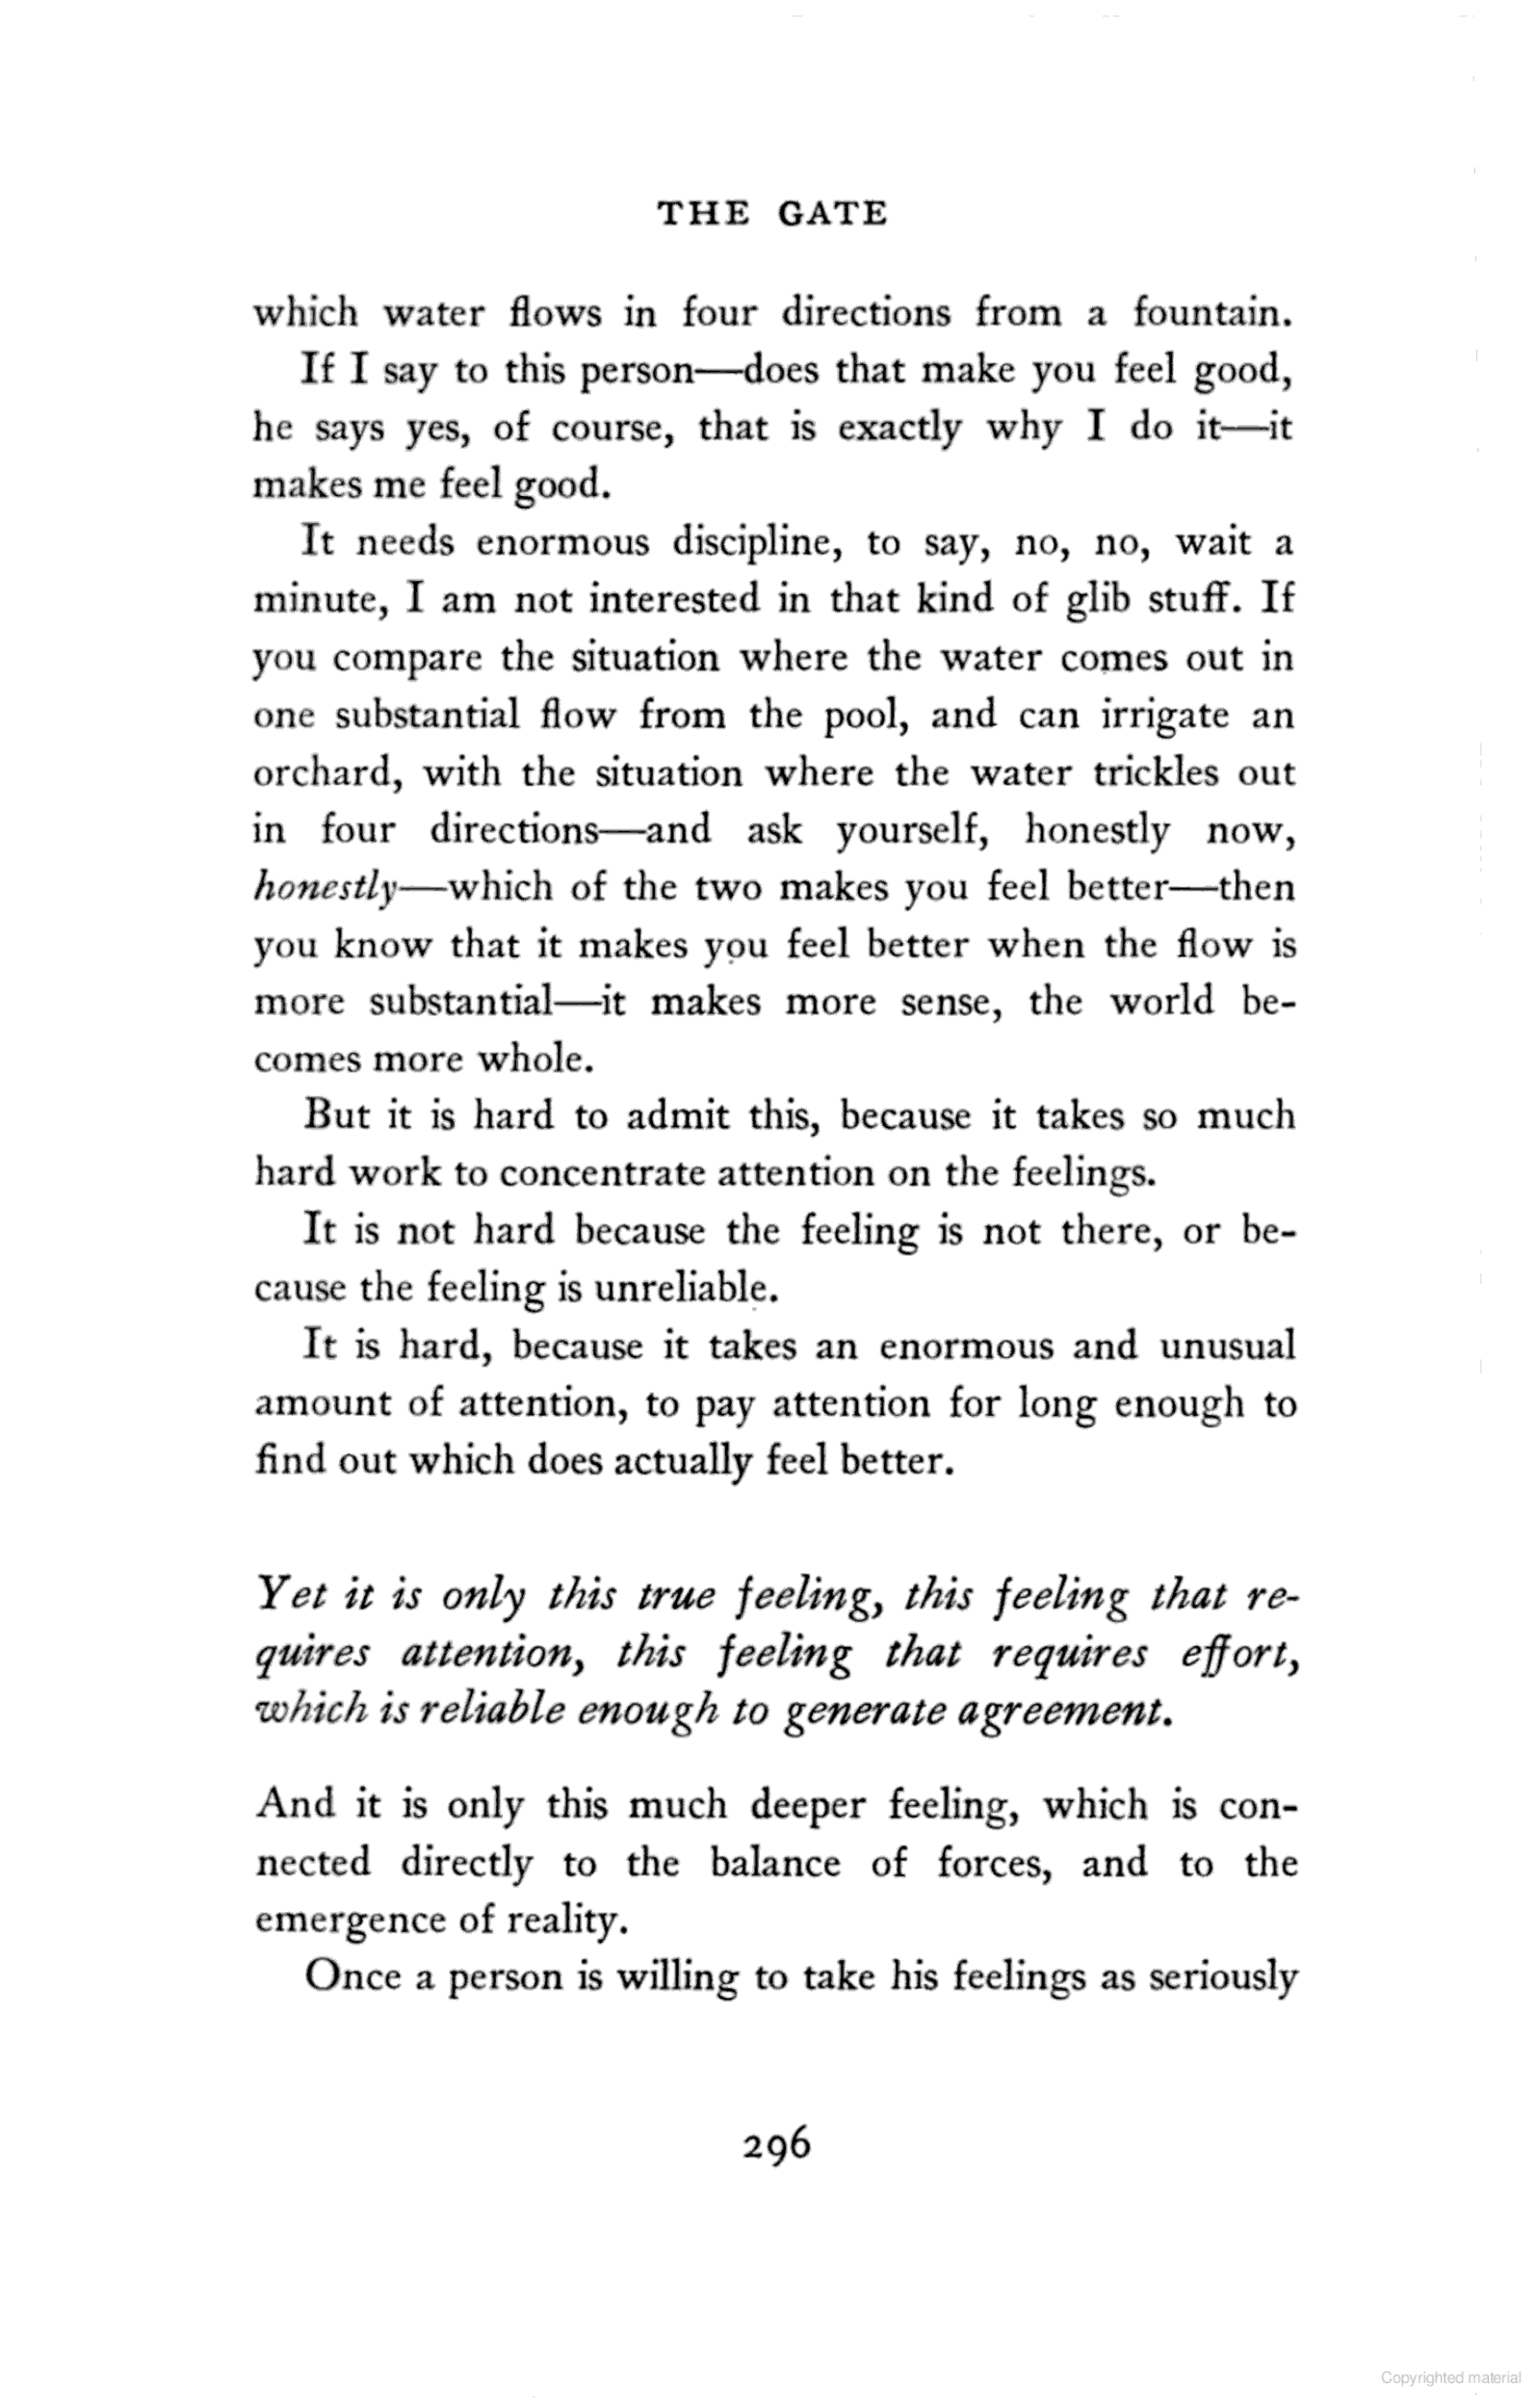 THE GATE
which water flows in four directions from a fountain.
If I say to this person—does that make you feel good,
he says yes, of course, that is exactly why I do it—it
makes me feel good.
It needs enormous discipline, to say, no, no, wait a
minute, I am not interested in that kind of glib stuff. If
you compare the situation where the water comes out in
one substantial flow from the pool, and can irrigate an
orchard, with the situation where the water trickles out
in four directions—and ask yourself, honestly now,
honestly—which of the two makes you feel better—then
you know that it makes you feel better when the flow is
more substantial—it makes more sense, the world be-
comes more whole.
But it is hard to admit this, because it takes so much
hard work to concentrate attention on the feelings.
It is not hard because the feeling is not there, or be-
cause the feeling is unreliable.
It is hard, because it takes an enormous and unusual
amount of attention, to pay attention for long enough to
find out which does actually feel better.
Yet it is only this true feeling, this feeling that re-
quires attention, this feeling that requires effort,
which is reliable enough to generate agreement.
And it is only this much deeper feeling, which is con-
nected directly to the balance of forces, and to the
emergence of reality.
Once a person is willing to take his feelings as seriously
296
Copyrighted material